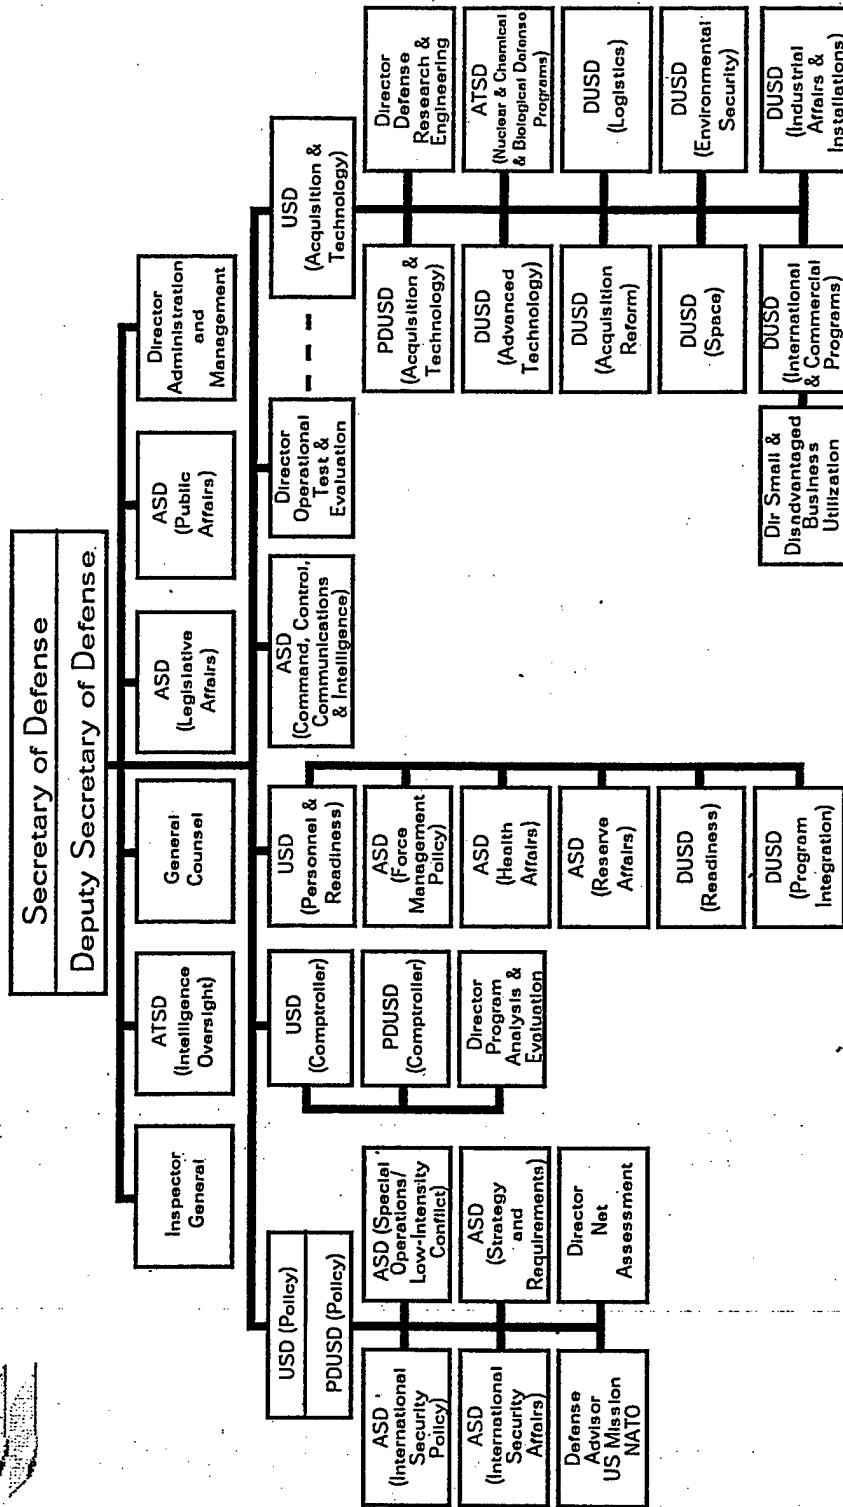 Secretary of Defense
Deputy Secretary of Defense.
Inspector
General
ATSD
(Intelligence
Oversight)
General
Counsel
ASD
(Legislative
Affairs)
ASD
(Public
Affairs)
Director
Administration
and
Management
USD (Policy)
PDUSD (Policy)
ASD
(International
Security
Policy)
ASD (Special
Operations/
Low-Intensity
Conflict)
ASD
(International
Security
Affairs)
ASD
(Strategy
and
Requirements)
Defense
Advisor
US Mission
NATO
Director
Net
Assessment
USD
(Comptroller)
PDUSD
(Comptroller)
Director
Program
Analysis &
Evaluation
USD
(Personnel &
Readiness)
ASD
(Force
Management
Policy)
ASD
(Health
Affairs)
ASD
(Reserve
Affairs)
DUSD
(Readiness)
DUSD
(Program
Integration)
ASD
(Command, Control,
Communications
& Intelligence)
Director
Operational
Test &
Evaluation
USD
(Acquisition &
Technology)
PDUSD
(Acquisition &
Technology)
Director
Defense
Research &
Engineering
DUSD
(Advanced
Technology)
ATSD
(Nuclear & Chemical
& Biological Defense
Programs)
DUSD
(Acquisition
Reform)
DUSD
(Logistics)
DUSD
(Space)
DUSD
(Environmental
Security)
Dir Small &
Disadvantaged
Business
Utilization
DUSD
(International
& Commercial
Programs)
DUSD
(Industrial
Affairs &
Installations)